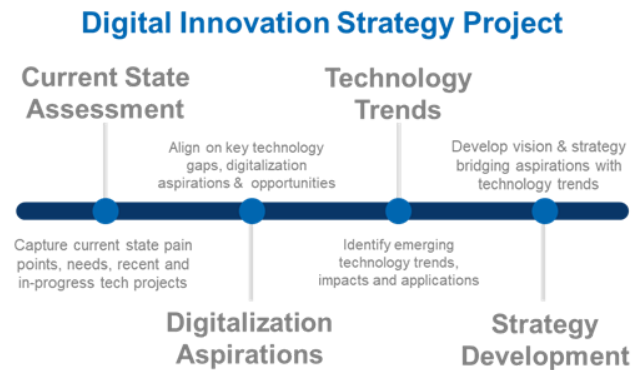 Digital Innovation Strategy Project
Current State
Assessment
Capture current state pain
points, needs, recent and
in-progress tech projects
Align on key technology
gaps, digitalization
aspirations & opportunities
Digitalization
Aspirations
Technology
Trends
Identify emerging
technology trends,
impacts and applications
Develop vision & strategy
bridging aspirations with
technology trends
Strategy
Development